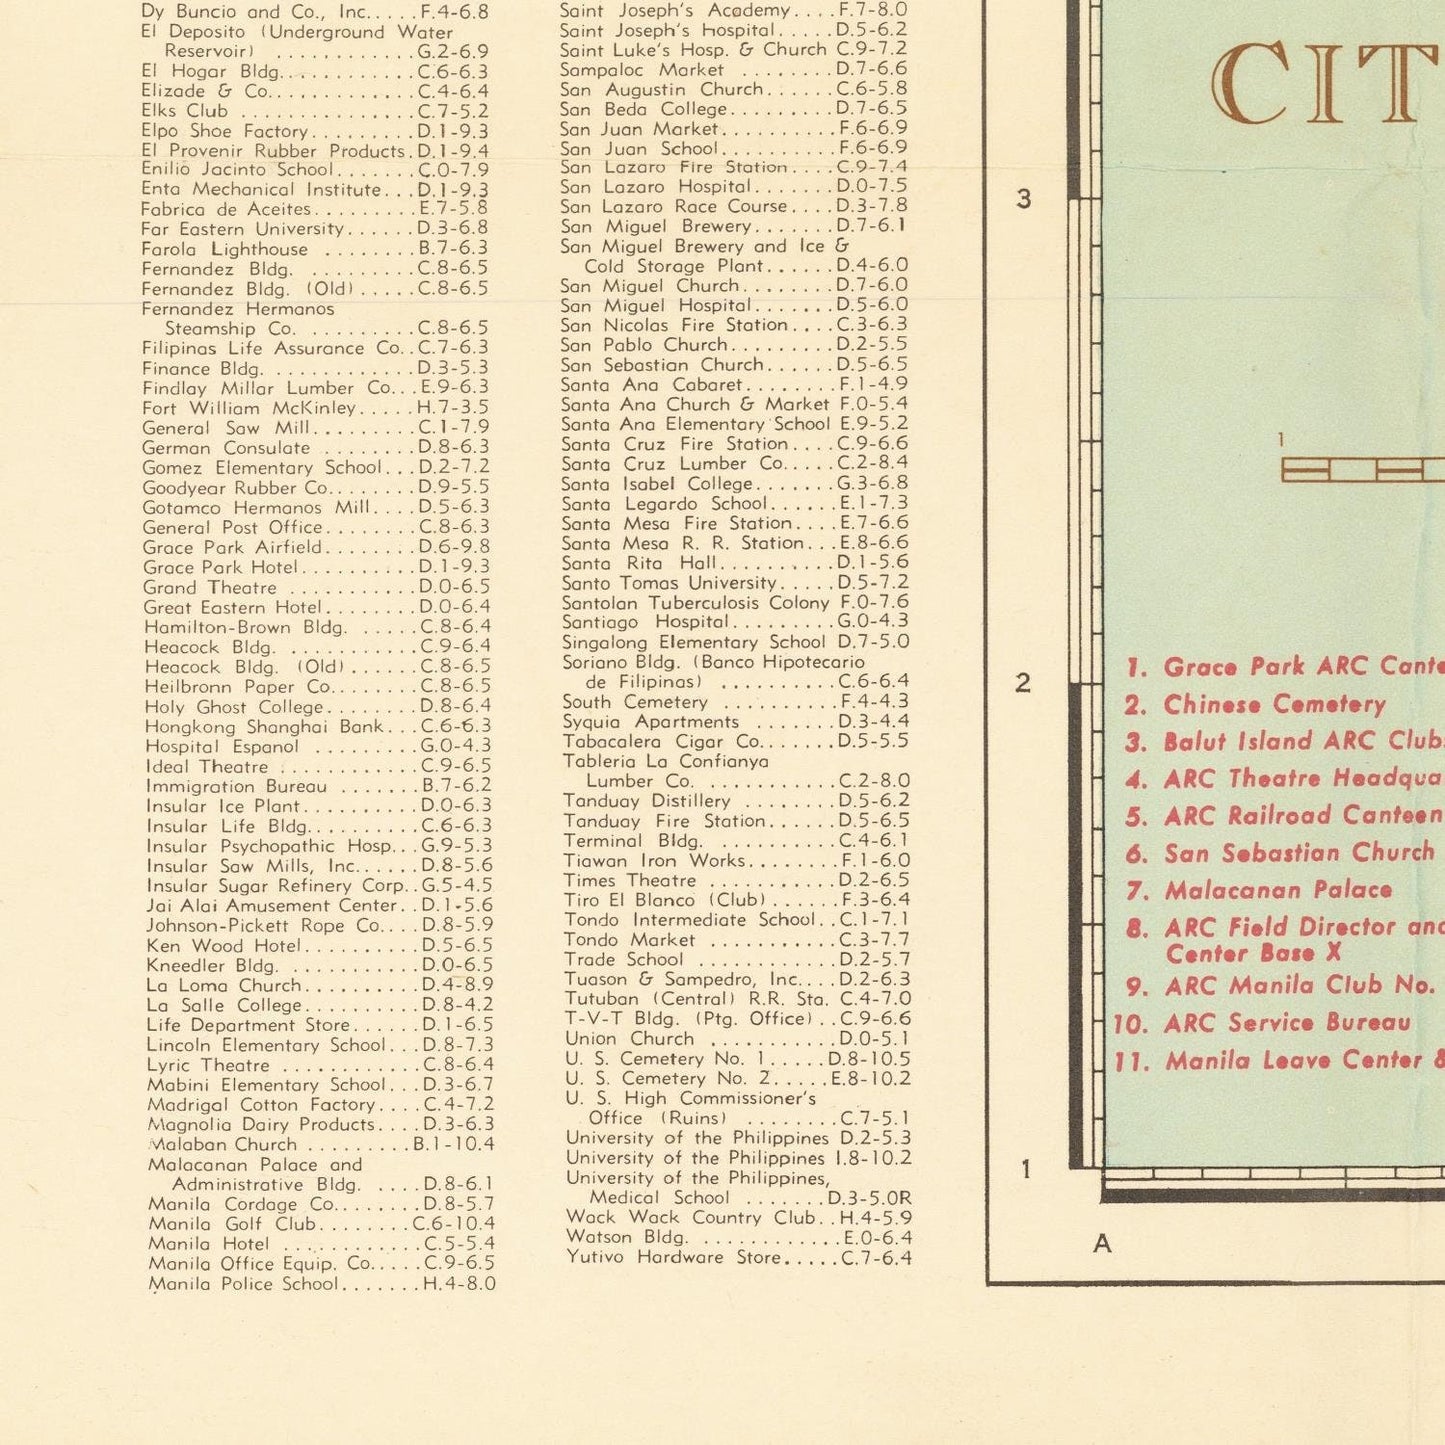 Dy Buncio and Co., Inc.....F.4-6.8
El Deposito (Underground Water
Reservoir) ............G.2-6.9
El Hogar Bldg............C.6-6.3
Elizade & Co.............C.4-6.4
Elks Club ...............C.7-5.2
Elpo Shoe Factory.........D.1-9.3
El Provenir Rubber Products.D.1-9.4
Enilio Jacinto School.......C.0-7.9
Enta Mechanical Institute...D.1-9.3
Fabrica de Aceites.........E.7-5.8
Far Eastern University......D.3-6.8
Farola Lighthouse ........B.7-6.3
Fernandez Bldg. .........C.8-6.5
Fernandez Bldg. (Old).....C.8-6.5
Fernandez Hermanos
Steamship Co. .........C.8-6.5
Filipinas Life Assurance Co..C.7-6.3
Finance Bldg. ............D.3-5.3
Findlay Millar Lumber Co...E.9-6.3
Fort William McKinley.....H.7-3.5
General Saw Mill.........C.1-7.9
German Consulate ........D.8-6.3
Gomez Elementary School...D.2-7.2
Goodyear Rubber Co........D.9-5.5
Gotamco Hermanos Mill....D.5-6.3
General Post Office........C.8-6.3
Grace Park Airfield........D.6-9.8
Grace Park Hotel..........D.1-9.3
Grand Theatre ...........D.0-6.5
Great Eastern Hotel........D.0-6.4
Hamilton-Brown Bldg. .....C.8-6.4
Heacock Bldg. ...........C.9-6.4
Heacock Bldg. (Old)......C.8-6.5
Heilbronn Paper Co........C.8-6.5
Holy Ghost College........D.8-6.4
Hongkong Shanghai Bank...C.6-6.3
Hospital Espanol .........G.0-4.3
Ideal Theatre ............C.9-6.5
Immigration Bureau .......B.7-6.2
Insular Ice Plant..........D.0-6.3
Insular Life Bldg..........C.6-6.3
Insular Psychopathic Hosp...G.9-5.3
Insular Saw Mills, Inc......D.8-5.6
Insular Sugar Refinery Corp..G.5-4.5
Jai Alai Amusement Center..D.1-5.6
Johnson-Pickett Rope Co....D.8-5.9
Ken Wood Hotel..........D.5-6.5
Kneedler Bldg. ............D.0-6.5
La Loma Church..........D.4-8.9
La Salle College..........D.8-4.2
Life Department Store......D.1-6.5
Lincoln Elementary School...D.8-7.3
Lyric Theatre ............C.8-6.4
Mabini Elementary School...D.3-6.7
Madrigal Cotton Factory....C.4-7.2
Magnolia Dairy Products....D.3-6.3
Malaban Church .........B.1-10.4
Malacanan Palace and
Administrative Bldg. ....D.8-6.1
Manila Cordage Co........D.8-5.7
Manila Golf Club........C.6-10.4
Manila Hotel ............C.5-5.4
Manila Office Equip. Co.....C.9-6.5
Manila Police School.......H.4-8.0
Saint Joseph's Academy....F.7-8.0
Saint Joseph's Hospital.....D.5-6.2
Saint Luke's Hosp. & Church C.9-7.2
Sampaloc Market ........D.7-6.6
San Augustin Church......C.6-5.8
San Beda College.........D.7-6.5
San Juan Market..........F.6-6.9
San Juan School..........F.6-6.9
San Lazaro Fire Station....C.9-7.4
San Lazaro Hospital.......D.0-7.5
San Lazaro Race Course....D.3-7.8
San Miguel Brewery.......D.7-6.1
San Miguel Brewery and Ice &
Cold Storage Plant......D.4-6.0
San Miguel Church........D.7-6.0
San Miguel Hospital.......D.5-6.0
San Nicolas Fire Station....C.3-6.3
San Pablo Church.........D.2-5.5
San Sebastian Church......D.5-6.5
Santa Ana Cabaret........F.1-4.9
Santa Ana Church & Market F.0-5.4
Santa Ana Elementary School E.9-5.2
Santa Cruz Fire Station....C.9-6.6
Santa Cruz Lumber Co.....C.2-8.4
Santa Isabel College.......G.3-6.8
Santa Legardo School......E.1-7.3
Santa Mesa Fire Station....E.7-6.6
Santa Mesa R. R. Station...E.8-6.6
Santa Rita Hall..........D.1-5.6
Santo Tomas University.....D.5-7.2
Santolan Tuberculosis Colony F.0-7.6
Santiago Hospital.........G.0-4.3
Singalong Elementary School D.7-5.0
Soriano Bldg. (Banco Hipotecario
de Filipinas) ..........C.6-6.4
South Cemetery .........F.4-4.3
Syquia Apartments .......D.3-4.4
Tabacalera Cigar Co.......D.5-5.5
Tableria La Confianya
Lumber Co. ...........C.2-8.0
Tanduay Distillery ........D.5-6.2
Tanduay Fire Station......D.5-6.5
Terminal Bldg. ..........C.4-6.1
Tiawan Iron Works........F.1-6.0
Times Theatre ...........D.2-6.5
Tiro El Blanco (Club)......F.3-6.4
Tondo Intermediate School..C.1-7.1
Tondo Market ...........C.3-7.7
Trade School ............D.2-5.7
Tuason & Sampedro, Inc....D.2-6.3
Tutuban (Central) R.R. Sta. C.4-7.0
T-V-T Bldg. (Ptg. Office)..C.9-6.6
Union Church ...........D.0-5.1
U. S. Cemetery No. 1.....D.8-10.5
U. S. Cemetery No. 2.....E.8-10.2
U. S. High Commissioner's
Office (Ruins) ........C.7-5.1
University of the Philippines D.2-5.3
University of the Philippines I.8-10.2
University of the Philippines,
Medical School .......D.3-5.0R
Wack Wack Country Club..H.4-5.9
Watson Bldg. ............E.0-6.4
Yutivo Hardware Store.....C.7-6.4
CIT
3
1
2
1
A
1. Grace Park ARC Cante
2. Chinese Cemetery
3. Balut Island ARC Club
4. ARC Theatre Headqua
5. ARC Railroad Canteen
6. San Sebastian Church
7. Malacanan Palace
8. ARC Field Director and
Center Base X
9. ARC Manila Club No.
10. ARC Service Bureau
11. Manila Leave Center &